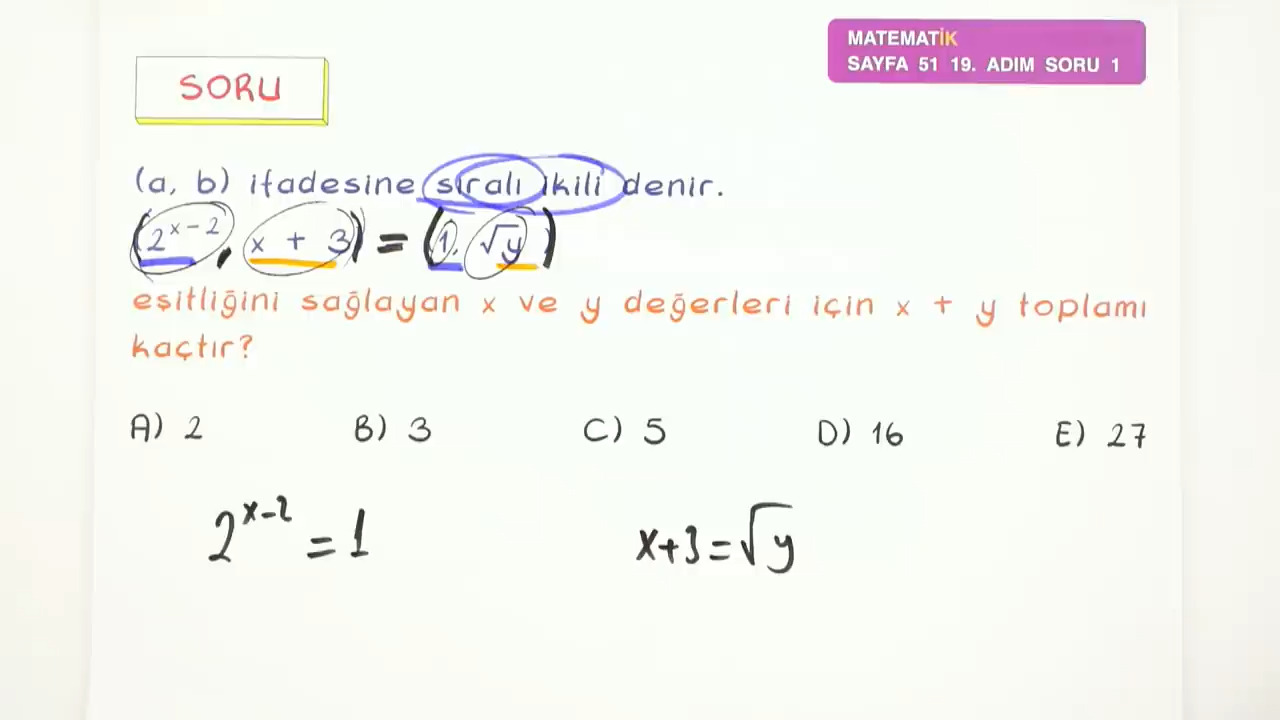 MATEMATİK
SAYFA 51 19. ADIM SORU 1
SORU
(a, b) ifadesine sıralı ikili denir.
(2^(x-2), x + 3) = (1, √y)
eşitliğini sağlayan x ve y değerleri için x + y toplamı
kaçtır?
A) 2 B) 3 C) 5 D) 16 E) 27
2^(x-2) = 1 x+3=√y